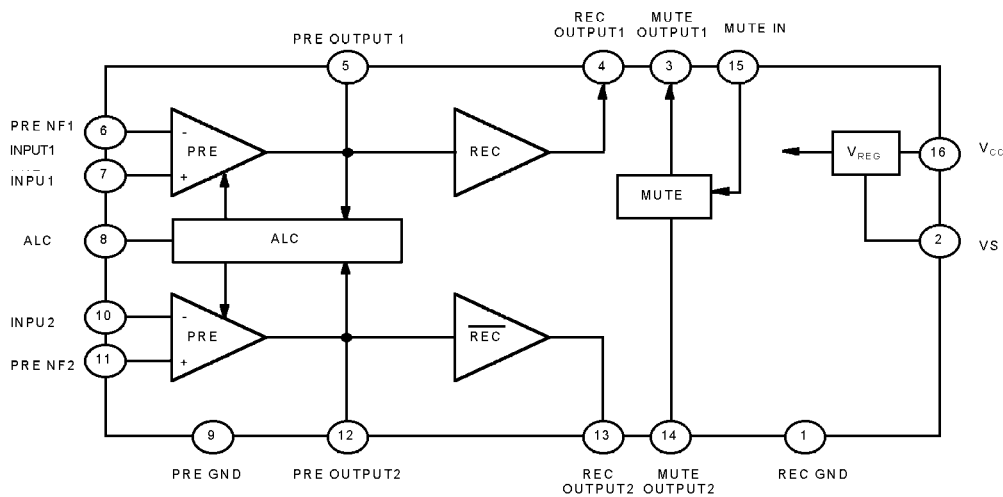 REC
OUTPUT1
MUTE
OUTPUT1
MUTE IN
PRE OUTPUT 1
5
4
3
15
PRE NF1
6
-
PRE
REC
INPUT1
7
INPU1
+
VREG
16
VCC
MUTE
ALC
8
ALC
2
VS
INPU2
10
-
PRE
REC
PRE NF2
11
+
9
12
13
14
1
PRE GND
PRE OUTPUT2
REC
OUTPUT2
MUTE
OUTPUT2
REC GND